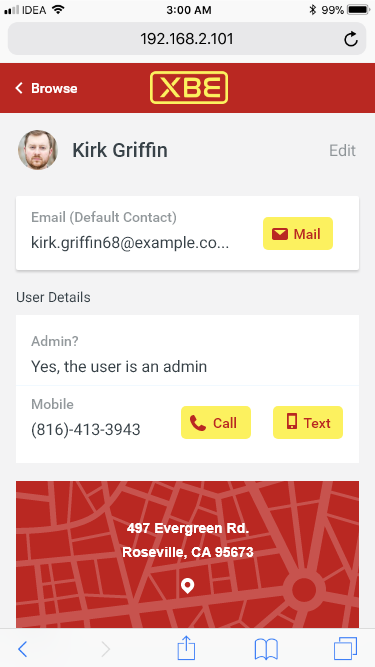 IDEA 3:00 AM 99%
192.168.2.101
Browse XBE
Kirk Griffin Edit
Email (Default Contact)
kirk.griffin68@example.co... Mail
User Details
Admin?
Yes, the user is an admin
Mobile
(816)-413-3943 Call Text
497 Evergreen Rd.
Roseville, CA 95673